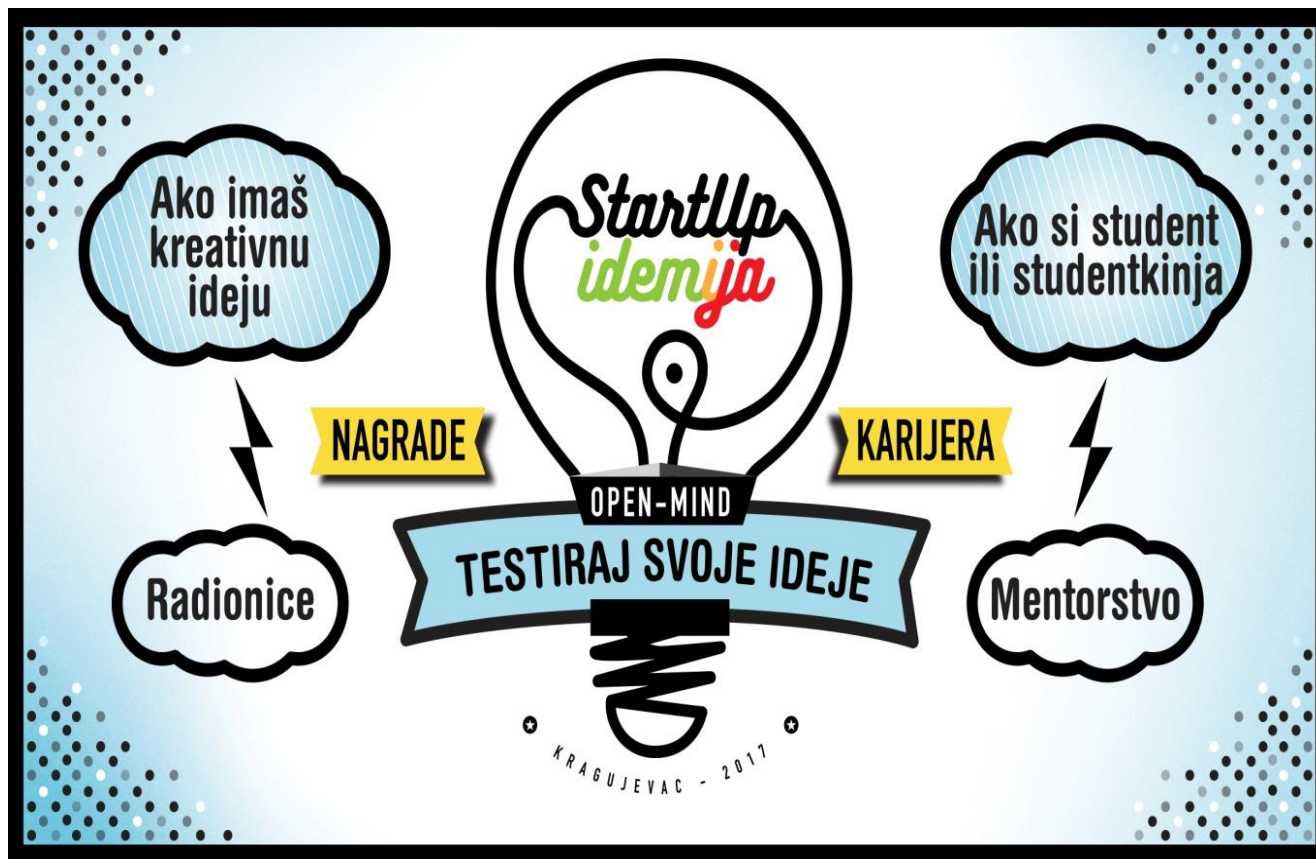 Ako imaš
kreativnu
ideju
StartUp
idemija
Ako si student
ili studentkinja
NAGRADE
KARIJERA
OPEN-MIND
TESTIRAJ SVOJE IDEJE
Radionice
Mentorstvo
KRAGUJEVAC - 2017